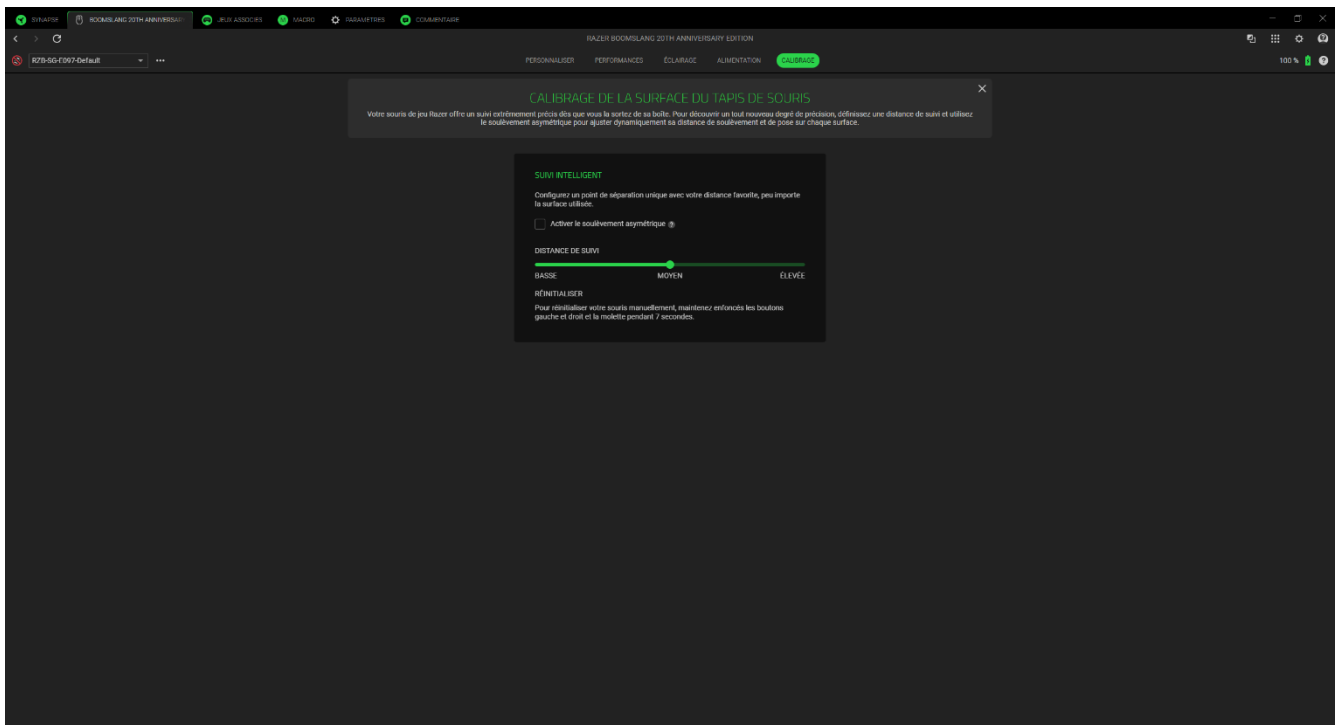 SYNAPSE
BOOMSLANG 20TH ANNIVERSARY
JEUX ASSOCIÉS
MACRO
PARAMÈTRES
COMMENTAIRE
RAZER BOOMSLANG 20TH ANNIVERSARY EDITION
RZB-SG-E097-Default
PERSONNALISER
PERFORMANCES
ÉCLAIRAGE
ALIMENTATION
CALIBRAGE
100 %
CALIBRAGE DE LA SURFACE DU TAPIS DE SOURIS
Votre souris de jeu Razer offre un suivi extrêmement précis dès que vous la sortez de sa boîte. Pour découvrir un tout nouveau degré de précision, définissez une distance de suivi et utilisez
le soulèvement asymétrique pour ajuster dynamiquement sa distance de soulèvement et de pose sur chaque surface.
SUIVI INTELLIGENT
Configurez un point de séparation unique avec votre distance favorite, peu importe
la surface utilisée.
Activer le soulèvement asymétrique ?
DISTANCE DE SUIVI
BASSE
MOYEN
ÉLEVÉE
RÉINITIALISER
Pour réinitialiser votre souris manuellement, maintenez enfoncés les boutons
gauche et droit et la molette pendant 7 secondes.